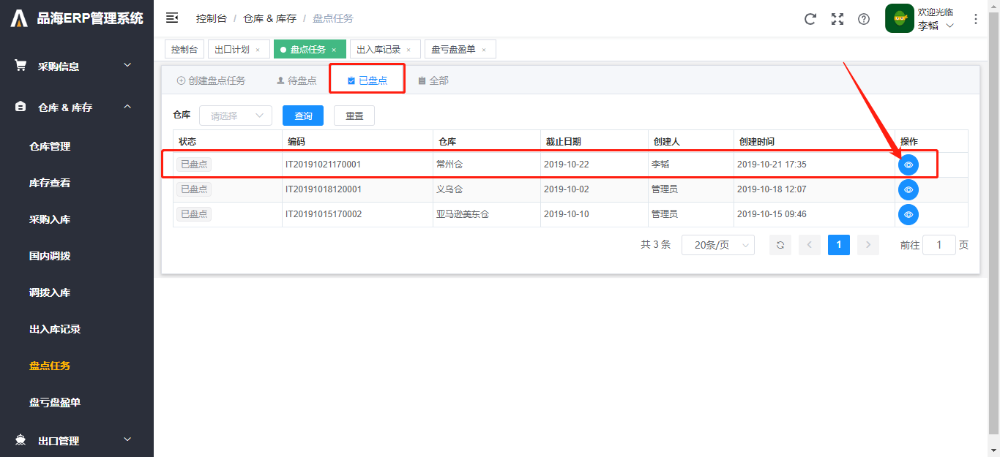 品海ERP管理系统
采购信息
仓库 & 库存
仓库管理
库存查看
采购入库
国内调拨
调拨入库
出入库记录
盘点任务
盘亏盘盈单
出口管理
控制台 / 仓库 & 库存 / 盘点任务
欢迎光临
李韬
控制台 出口计划 × 盘点任务 × 出入库记录 × 盘亏盘盈单 ×
创建盘点任务 待盘点 已盘点 全部
仓库 请选择 查询 重置
状态 编码 仓库 截止日期 创建人 创建时间 操作
已盘点 IT20191021170001 常州仓 2019-10-22 李韬 2019-10-21 17:35
已盘点 IT20191018120001 义乌仓 2019-10-02 管理员 2019-10-18 12:07
已盘点 IT20191015170002 亚马逊美东仓 2019-10-10 管理员 2019-10-15 09:46
共 3 条 20条/页 1 前往 1 页